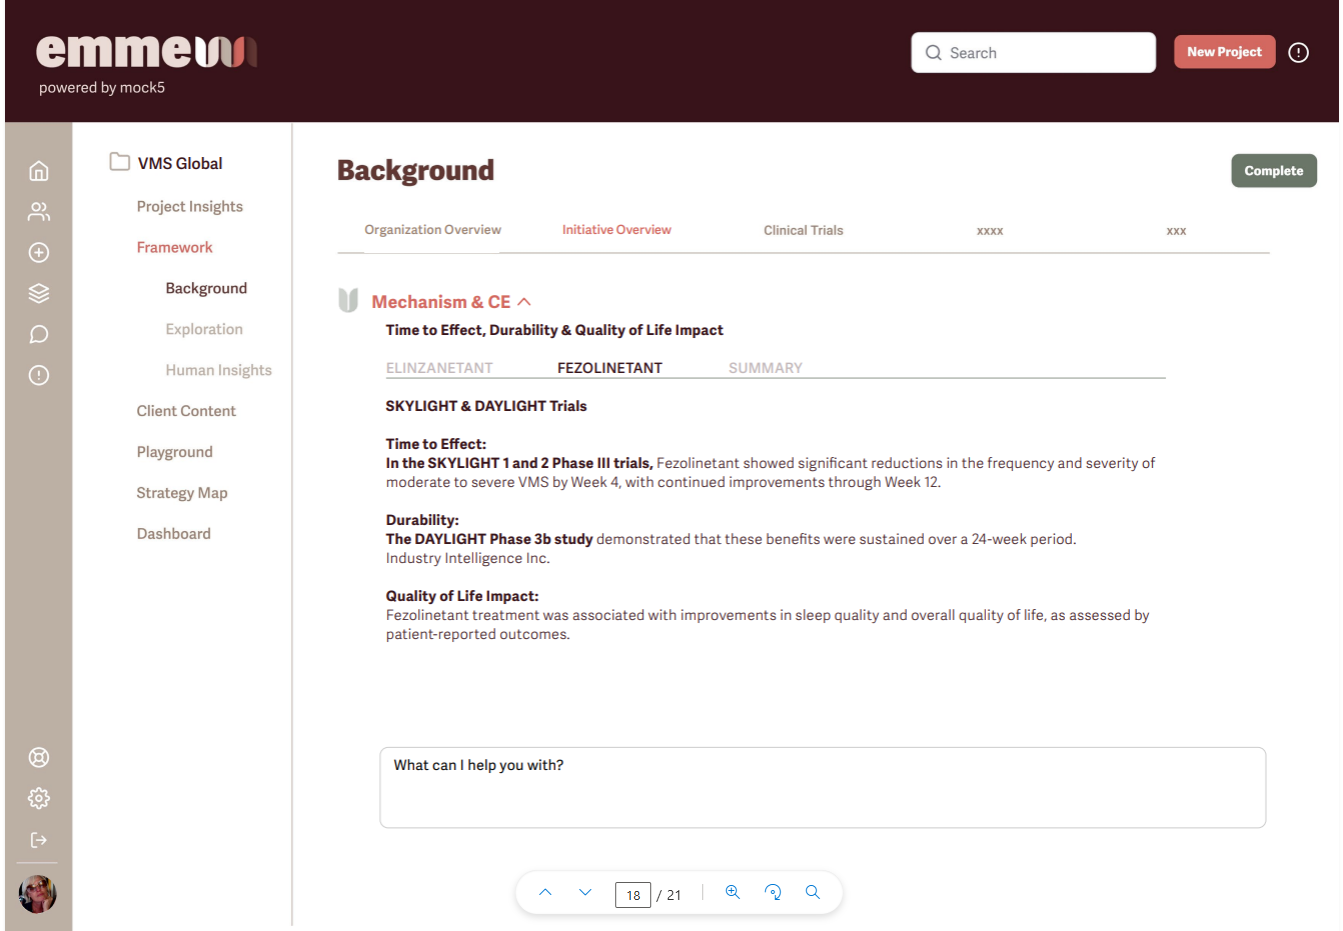 emme
powered by mock5
Search
New Project
VMS Global
Project Insights
Framework
Background
Exploration
Human Insights
Client Content
Playground
Strategy Map
Dashboard
Background
Complete
Organization Overview
Initiative Overview
Clinical Trials
xxxx
xxx
Mechanism & CE
Time to Effect, Durability & Quality of Life Impact
ELINZANETANT
FEZOLINETANT
SUMMARY
SKYLIGHT & DAYLIGHT Trials
Time to Effect:
In the SKYLIGHT 1 and 2 Phase III trials, Fezolinetant showed significant reductions in the frequency and severity of
moderate to severe VMS by Week 4, with continued improvements through Week 12.
Durability:
The DAYLIGHT Phase 3b study demonstrated that these benefits were sustained over a 24-week period.
Industry Intelligence Inc.
Quality of Life Impact:
Fezolinetant treatment was associated with improvements in sleep quality and overall quality of life, as assessed by
patient-reported outcomes.
What can I help you with?
18 / 21